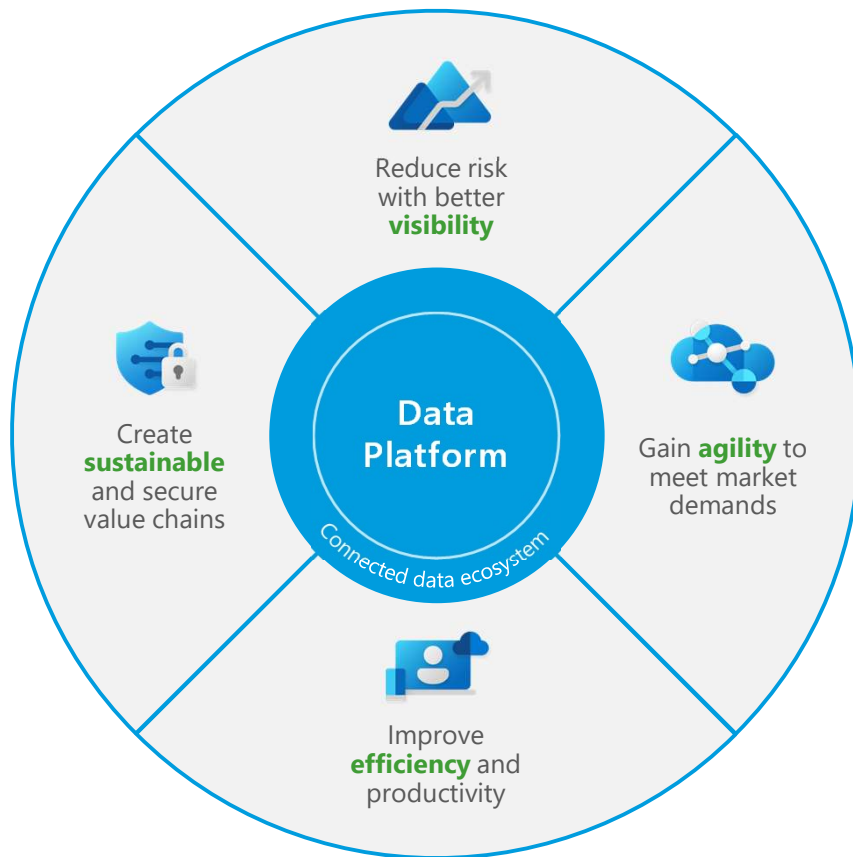 Reduce risk
with better
visibility
Create
sustainable
and secure
value chains
Data
Platform
Connected data ecosystem
Gain agility to
meet market
demands
Improve
efficiency and
productivity